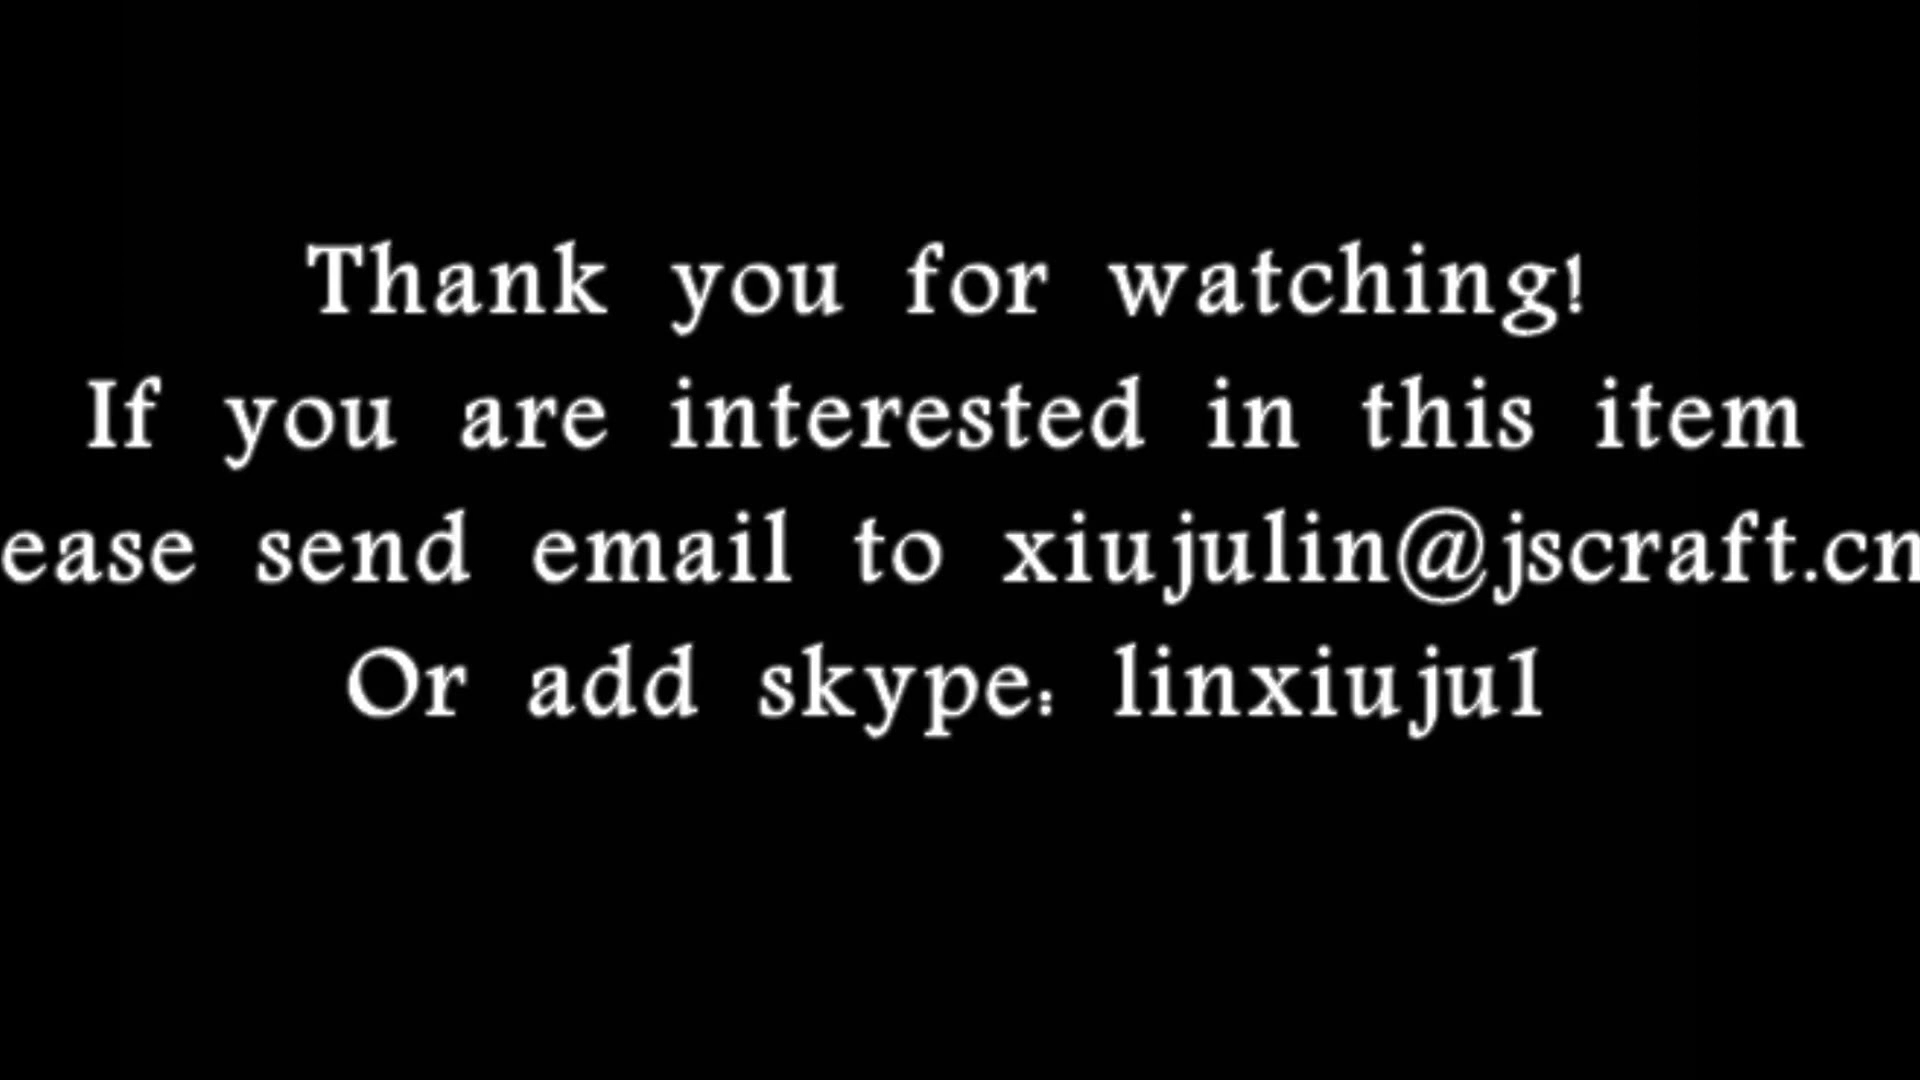 Thank you for watching!
If you are interested in this item
ease send email to xiujulin@jscraft.cn
Or add skype: linxiuju1